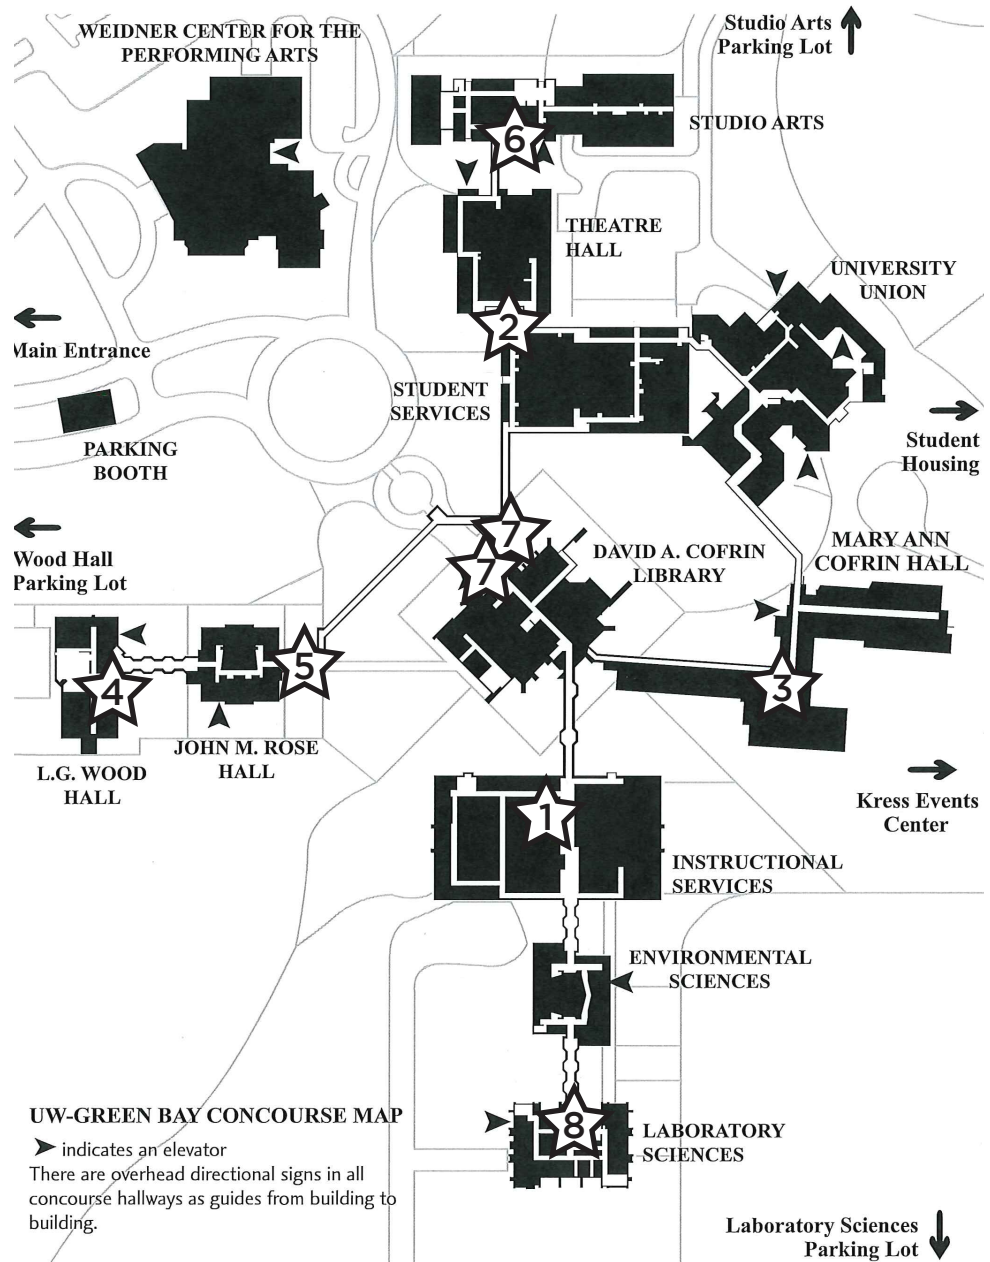 WEIDNER CENTER FOR THE
PERFORMING ARTS
Studio Arts
Parking Lot
STUDIO ARTS
6
THEATRE
HALL
UNIVERSITY
UNION
2
Main Entrance
STUDENT
SERVICES
PARKING
BOOTH
Student
Housing
Wood Hall
Parking Lot
7
7
DAVID A. COFRIN
LIBRARY
MARY ANN
COFRIN HALL
5
4
3
JOHN M. ROSE
HALL
L.G. WOOD
HALL
Kress Events
Center
1
INSTRUCTIONAL
SERVICES
ENVIRONMENTAL
SCIENCES
UW-GREEN BAY CONCOURSE MAP
indicates an elevator
There are overhead directional signs in all
concourse hallways as guides from building to
building.
8
LABORATORY
SCIENCES
Laboratory Sciences
Parking Lot